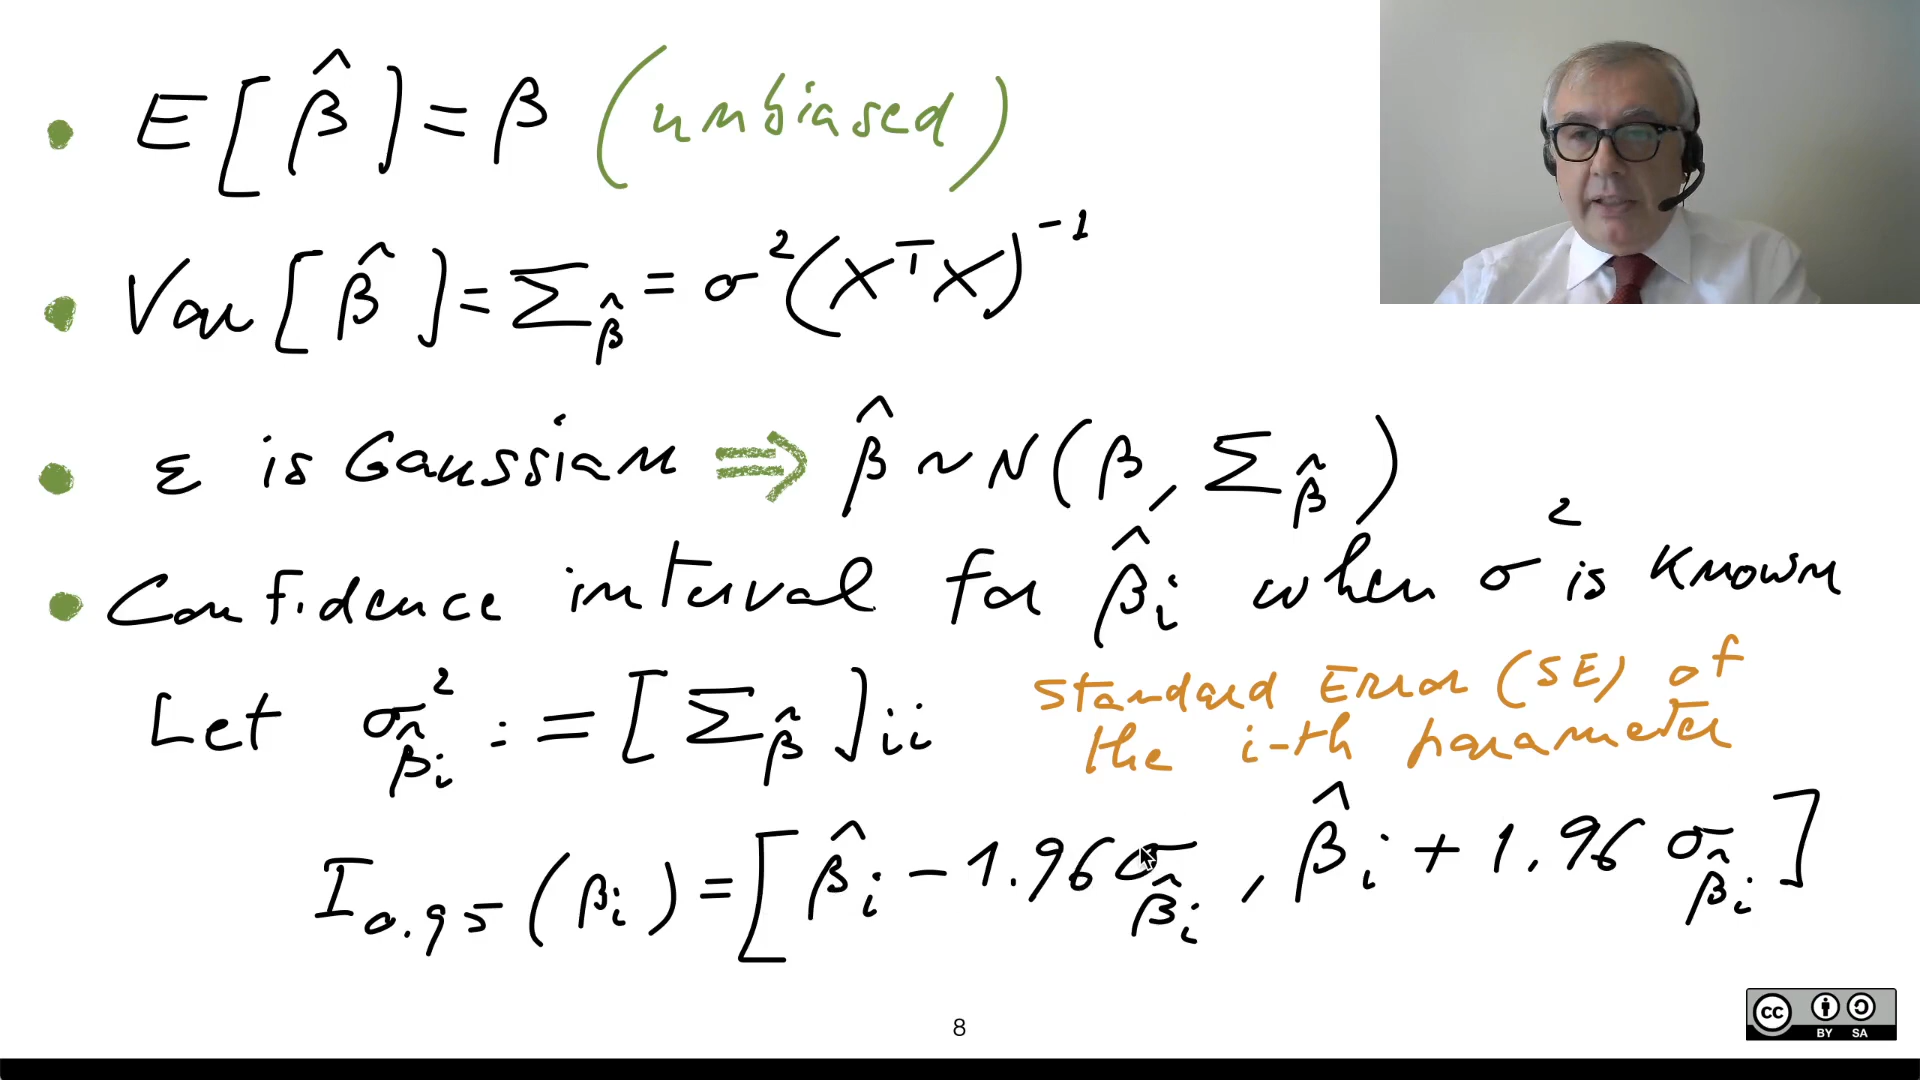 • E[β̂] = β (unbiased)
• Var[β̂] = Σ_β̂ = σ²(XᵀX)⁻¹
• ε is Gaussian ⇒ β̂ ~ N(β, Σ_β̂)
• Confidence interval for β̂ᵢ when σ² is known
Let σ²_β̂ᵢ := [Σ_β̂]ᵢᵢ
Standard Error (SE) of
the i-th parameter
I₀.₉₅(βᵢ) = [β̂ᵢ − 1.96 σ_β̂ᵢ, β̂ᵢ + 1.96 σ_β̂ᵢ]
8
cc BY SA